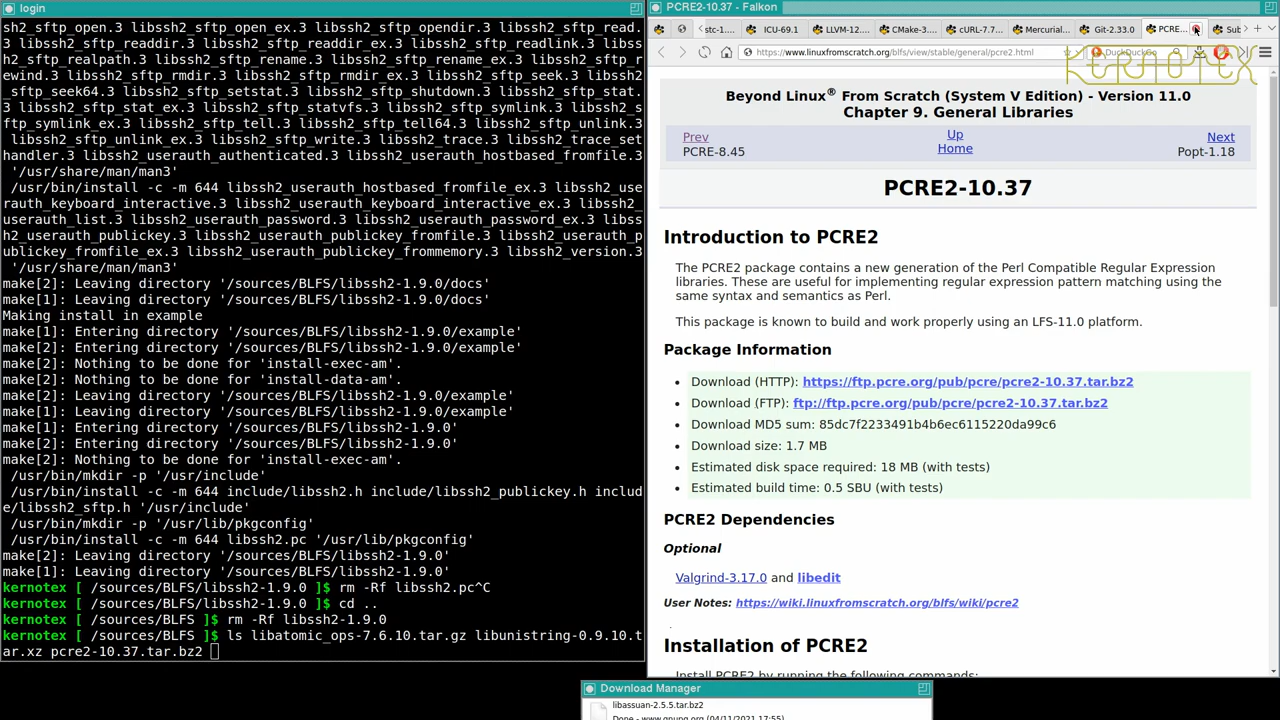 login
sh2_sftp_open.3 libssh2_sftp_open_ex.3 libssh2_sftp_opendir.3 libssh2_sftp_read.
3 libssh2_sftp_readdir.3 libssh2_sftp_readdir_ex.3 libssh2_sftp_readlink.3 libss
h2_sftp_realpath.3 libssh2_sftp_rename.3 libssh2_sftp_rename_ex.3 libssh2_sftp_r
ewind.3 libssh2_sftp_rmdir.3 libssh2_sftp_rmdir_ex.3 libssh2_sftp_seek.3 libssh2
_sftp_seek64.3 libssh2_sftp_setstat.3 libssh2_sftp_shutdown.3 libssh2_sftp_stat.
3 libssh2_sftp_stat_ex.3 libssh2_sftp_statvfs.3 libssh2_sftp_symlink.3 libssh2_s
ftp_symlink_ex.3 libssh2_sftp_tell.3 libssh2_sftp_tell64.3 libssh2_sftp_unlink.3
 libssh2_sftp_unlink_ex.3 libssh2_sftp_write.3 libssh2_trace.3 libssh2_trace_set
handler.3 libssh2_userauth_authenticated.3 libssh2_userauth_hostbased_fromfile.3
 '/usr/share/man/man3'
 /usr/bin/install -c -m 644 libssh2_userauth_hostbased_fromfile_ex.3 libssh2_use
rauth_keyboard_interactive.3 libssh2_userauth_keyboard_interactive_ex.3 libssh2_
userauth_list.3 libssh2_userauth_password.3 libssh2_userauth_password_ex.3 libss
h2_userauth_publickey.3 libssh2_userauth_publickey_fromfile.3 libssh2_userauth_p
ublickey_fromfile_ex.3 libssh2_userauth_publickey_frommemory.3 libssh2_version.3
 '/usr/share/man/man3'
make[2]: Leaving directory '/sources/BLFS/libssh2-1.9.0/docs'
make[1]: Leaving directory '/sources/BLFS/libssh2-1.9.0/docs'
Making install in example
make[1]: Entering directory '/sources/BLFS/libssh2-1.9.0/example'
make[2]: Entering directory '/sources/BLFS/libssh2-1.9.0/example'
make[2]: Nothing to be done for 'install-exec-am'.
make[2]: Nothing to be done for 'install-data-am'.
make[2]: Leaving directory '/sources/BLFS/libssh2-1.9.0/example'
make[1]: Leaving directory '/sources/BLFS/libssh2-1.9.0/example'
make[1]: Entering directory '/sources/BLFS/libssh2-1.9.0'
make[2]: Entering directory '/sources/BLFS/libssh2-1.9.0'
make[2]: Nothing to be done for 'install-exec-am'.
 /usr/bin/mkdir -p '/usr/include'
 /usr/bin/install -c -m 644 include/libssh2.h include/libssh2_publickey.h includ
e/libssh2_sftp.h '/usr/include'
 /usr/bin/mkdir -p '/usr/lib/pkgconfig'
 /usr/bin/install -c -m 644 libssh2.pc '/usr/lib/pkgconfig'
make[2]: Leaving directory '/sources/BLFS/libssh2-1.9.0'
make[1]: Leaving directory '/sources/BLFS/libssh2-1.9.0'
kernotex [ /sources/BLFS/libssh2-1.9.0 ]$ rm -Rf libssh2.pc^C
kernotex [ /sources/BLFS/libssh2-1.9.0 ]$ cd ..
kernotex [ /sources/BLFS ]$ rm -Rf libssh2-1.9.0
kernotex [ /sources/BLFS ]$ ls libatomic_ops-7.6.10.tar.gz libunistring-0.9.10.t
ar.xz pcre2-10.37.tar.bz2
PCRE2-10.37 - Falkon
stc-1.... ICU-69.1 LLVM-12.... CMake-3.... cURL-7.7... Mercurial... Git-2.33.0 PCRE... Sub
https://www.linuxfromscratch.org/blfs/view/stable/general/pcre2.html DuckDuckGo
KERNOTEX
Beyond Linux® From Scratch (System V Edition) - Version 11.0
Chapter 9. General Libraries
Prev Up Next
PCRE-8.45 Home Popt-1.18
PCRE2-10.37
Introduction to PCRE2
The PCRE2 package contains a new generation of the Perl Compatible Regular Expression
libraries. These are useful for implementing regular expression pattern matching using the
same syntax and semantics as Perl.
This package is known to build and work properly using an LFS-11.0 platform.
Package Information
• Download (HTTP): https://ftp.pcre.org/pub/pcre/pcre2-10.37.tar.bz2
• Download (FTP): ftp://ftp.pcre.org/pub/pcre/pcre2-10.37.tar.bz2
• Download MD5 sum: 85dc7f2233491b4b6ec6115220da99c6
• Download size: 1.7 MB
• Estimated disk space required: 18 MB (with tests)
• Estimated build time: 0.5 SBU (with tests)
PCRE2 Dependencies
Optional
Valgrind-3.17.0 and libedit
User Notes: https://wiki.linuxfromscratch.org/blfs/wiki/pcre2
.
Installation of PCRE2
Install PCRE2 by running the following commands:
Download Manager
libassuan-2.5.5.tar.bz2
Done - www.gnupg.org (04/11/2021 17:55)